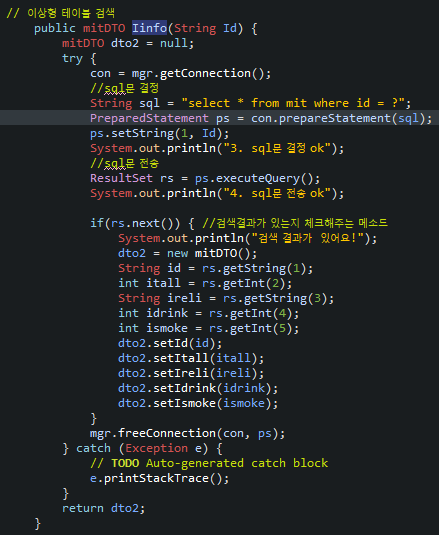 // 이상형 테이블 검색
public mitDTO Iinfo(String Id) {
mitDTO dto2 = null;
try {
con = mgr.getConnection();
//sql문 결정
String sql = "select * from mit where id = ?";
PreparedStatement ps = con.prepareStatement(sql);
ps.setString(1, Id);
System.out.println("3. sql문 결정 ok");
//sql문 전송
ResultSet rs = ps.executeQuery();
System.out.println("4. sql문 전송 ok");
if(rs.next()) { //검색결과가 있는지 체크해주는 메소드
System.out.println("검색 결과가 있어요!");
dto2 = new mitDTO();
String id = rs.getString(1);
int itall = rs.getInt(2);
String ireli = rs.getString(3);
int idrink = rs.getInt(4);
int ismoke = rs.getInt(5);
dto2.setId(id);
dto2.setItall(itall);
dto2.setIreli(ireli);
dto2.setIdrink(idrink);
dto2.setIsmoke(ismoke);
}
mgr.freeConnection(con, ps);
} catch (Exception e) {
// TODO Auto-generated catch block
e.printStackTrace();
}
return dto2;
}